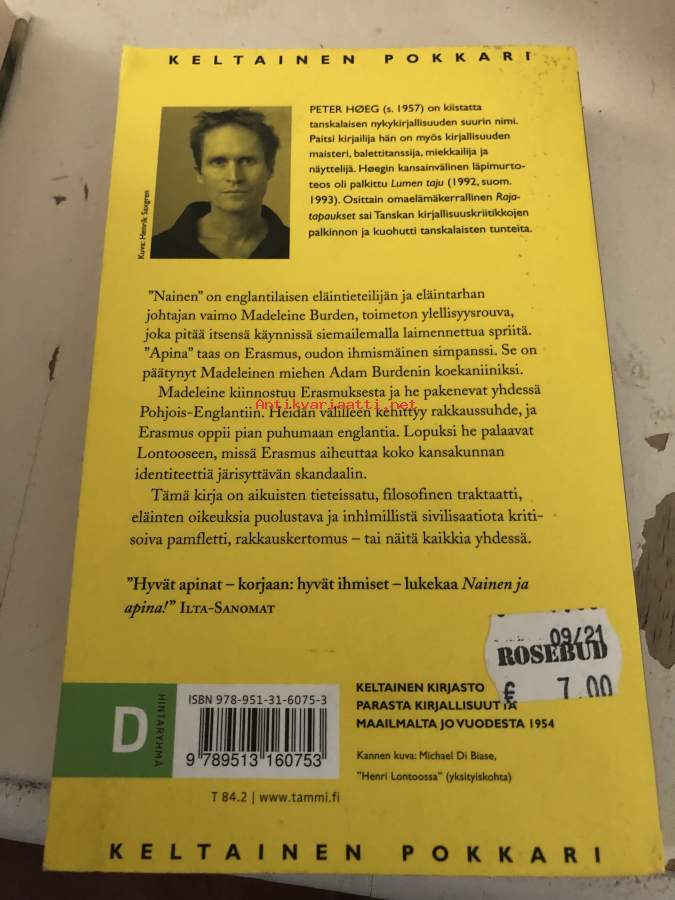 KELTAINEN POKKARI
Kuva: Henrik Saxgren
PETER HØEG (s. 1957) on kiistatta
tanskalaisen nykykirjallisuuden suurin nimi.
Paitsi kirjailija hän on myös kirjallisuuden
maisteri, balettitanssija, miekkailija ja
näyttelijä. Høegin kansainvälinen läpimurto-
teos oli palkittu Lumen taju (1992, suom.
1993). Osittain omaelämäkerrallinen Raja-
tapaukset sai Tanskan kirjallisuuskriitikkojen
palkinnon ja kuohutti tanskalaisten tunteita.
"Nainen" on englantilaisen eläintieteilijän ja eläintarhan
johtajan vaimo Madeleine Burden, toimeton ylellisyysrouva,
joka pitää itsensä käynnissä siemailemalla laimennettua spriitä.
"Apina" taas on Erasmus, oudon ihmismäinen simpanssi. Se on
päätynyt Madeleinen miehen Adam Burdenin koekaniiniksi.
Madeleine kiinnostuu Erasmuksesta ja he pakenevat yhdessä
Antikvariaatti.net
Pohjois-Englantiin. Heidän välilleen kehittyy rakkaussuhde, ja
Erasmus oppii pian puhumaan englantia. Lopuksi he palaavat
Lontooseen, missä Erasmus aiheuttaa koko kansakunnan
identiteettiä järisyttävän skandaalin.
Tämä kirja on aikuisten tieteissatu, filosofinen traktaatti,
eläinten oikeuksia puolustava ja inhimillistä sivilisaatiota kriti-
soiva pamfletti, rakkauskertomus – tai näitä kaikkia yhdessä.
"Hyvät apinat – korjaan: hyvät ihmiset – lukekaa Nainen ja
apina!" ILTA-SANOMAT
09/21
ROSEBUD
€ 7.00
D
HINTARYHMÄ
ISBN 978-951-31-6075-3
9 789513 160753
KELTAINEN KIRJASTO
PARASTA KIRJALLISUUTTA
MAAILMALTA JO VUODESTA 1954
Kannen kuva: Michael Di Biase,
"Henri Lontoossa" (yksityiskohta)
T 84.2 | www.tammi.fi
KELTAINEN POKKARI